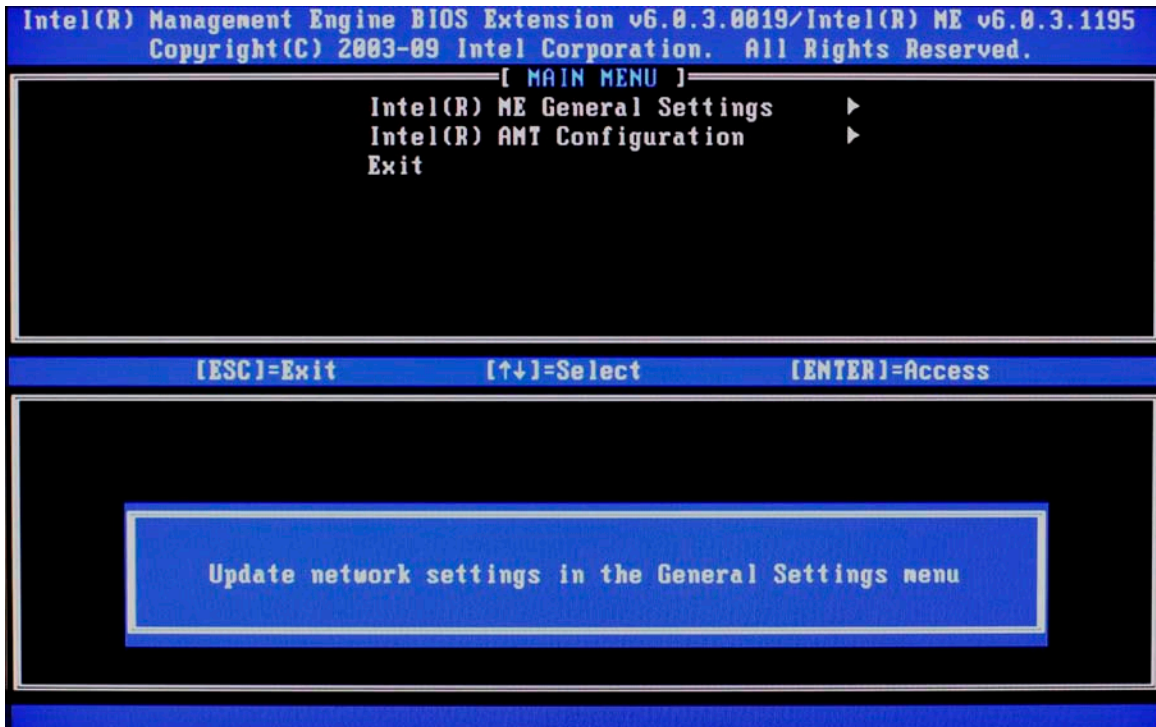 Intel(R) Management Engine BIOS Extension v6.0.3.0019/Intel(R) ME v6.0.3.1195
Copyright(C) 2003-09 Intel Corporation. All Rights Reserved.
[ MAIN MENU ]
Intel(R) ME General Settings ►
Intel(R) AMT Configuration ►
Exit
[ESC]=Exit [↑↓]=Select [ENTER]=Access
Update network settings in the General Settings menu